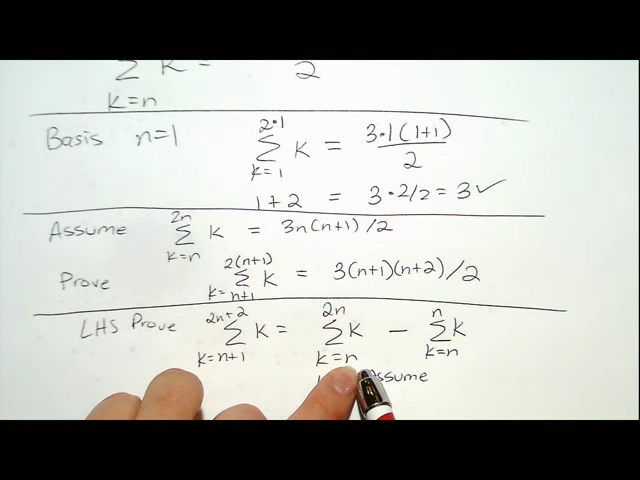 ∑ K =
2
K=n
Basis n=1 2·1 ∑ K=1 K = 3·1(1+1) / 2
1+2 = 3·2/2 = 3 ✓
Assume 2n ∑ K=n K = 3n(n+1)/2
Prove 2(n+1) ∑ K=n+1 K = 3(n+1)(n+2)/2
LHS Prove 2n+2 ∑ K=n+1 K = 2n ∑ K=n K − n ∑ K=n K
Assume